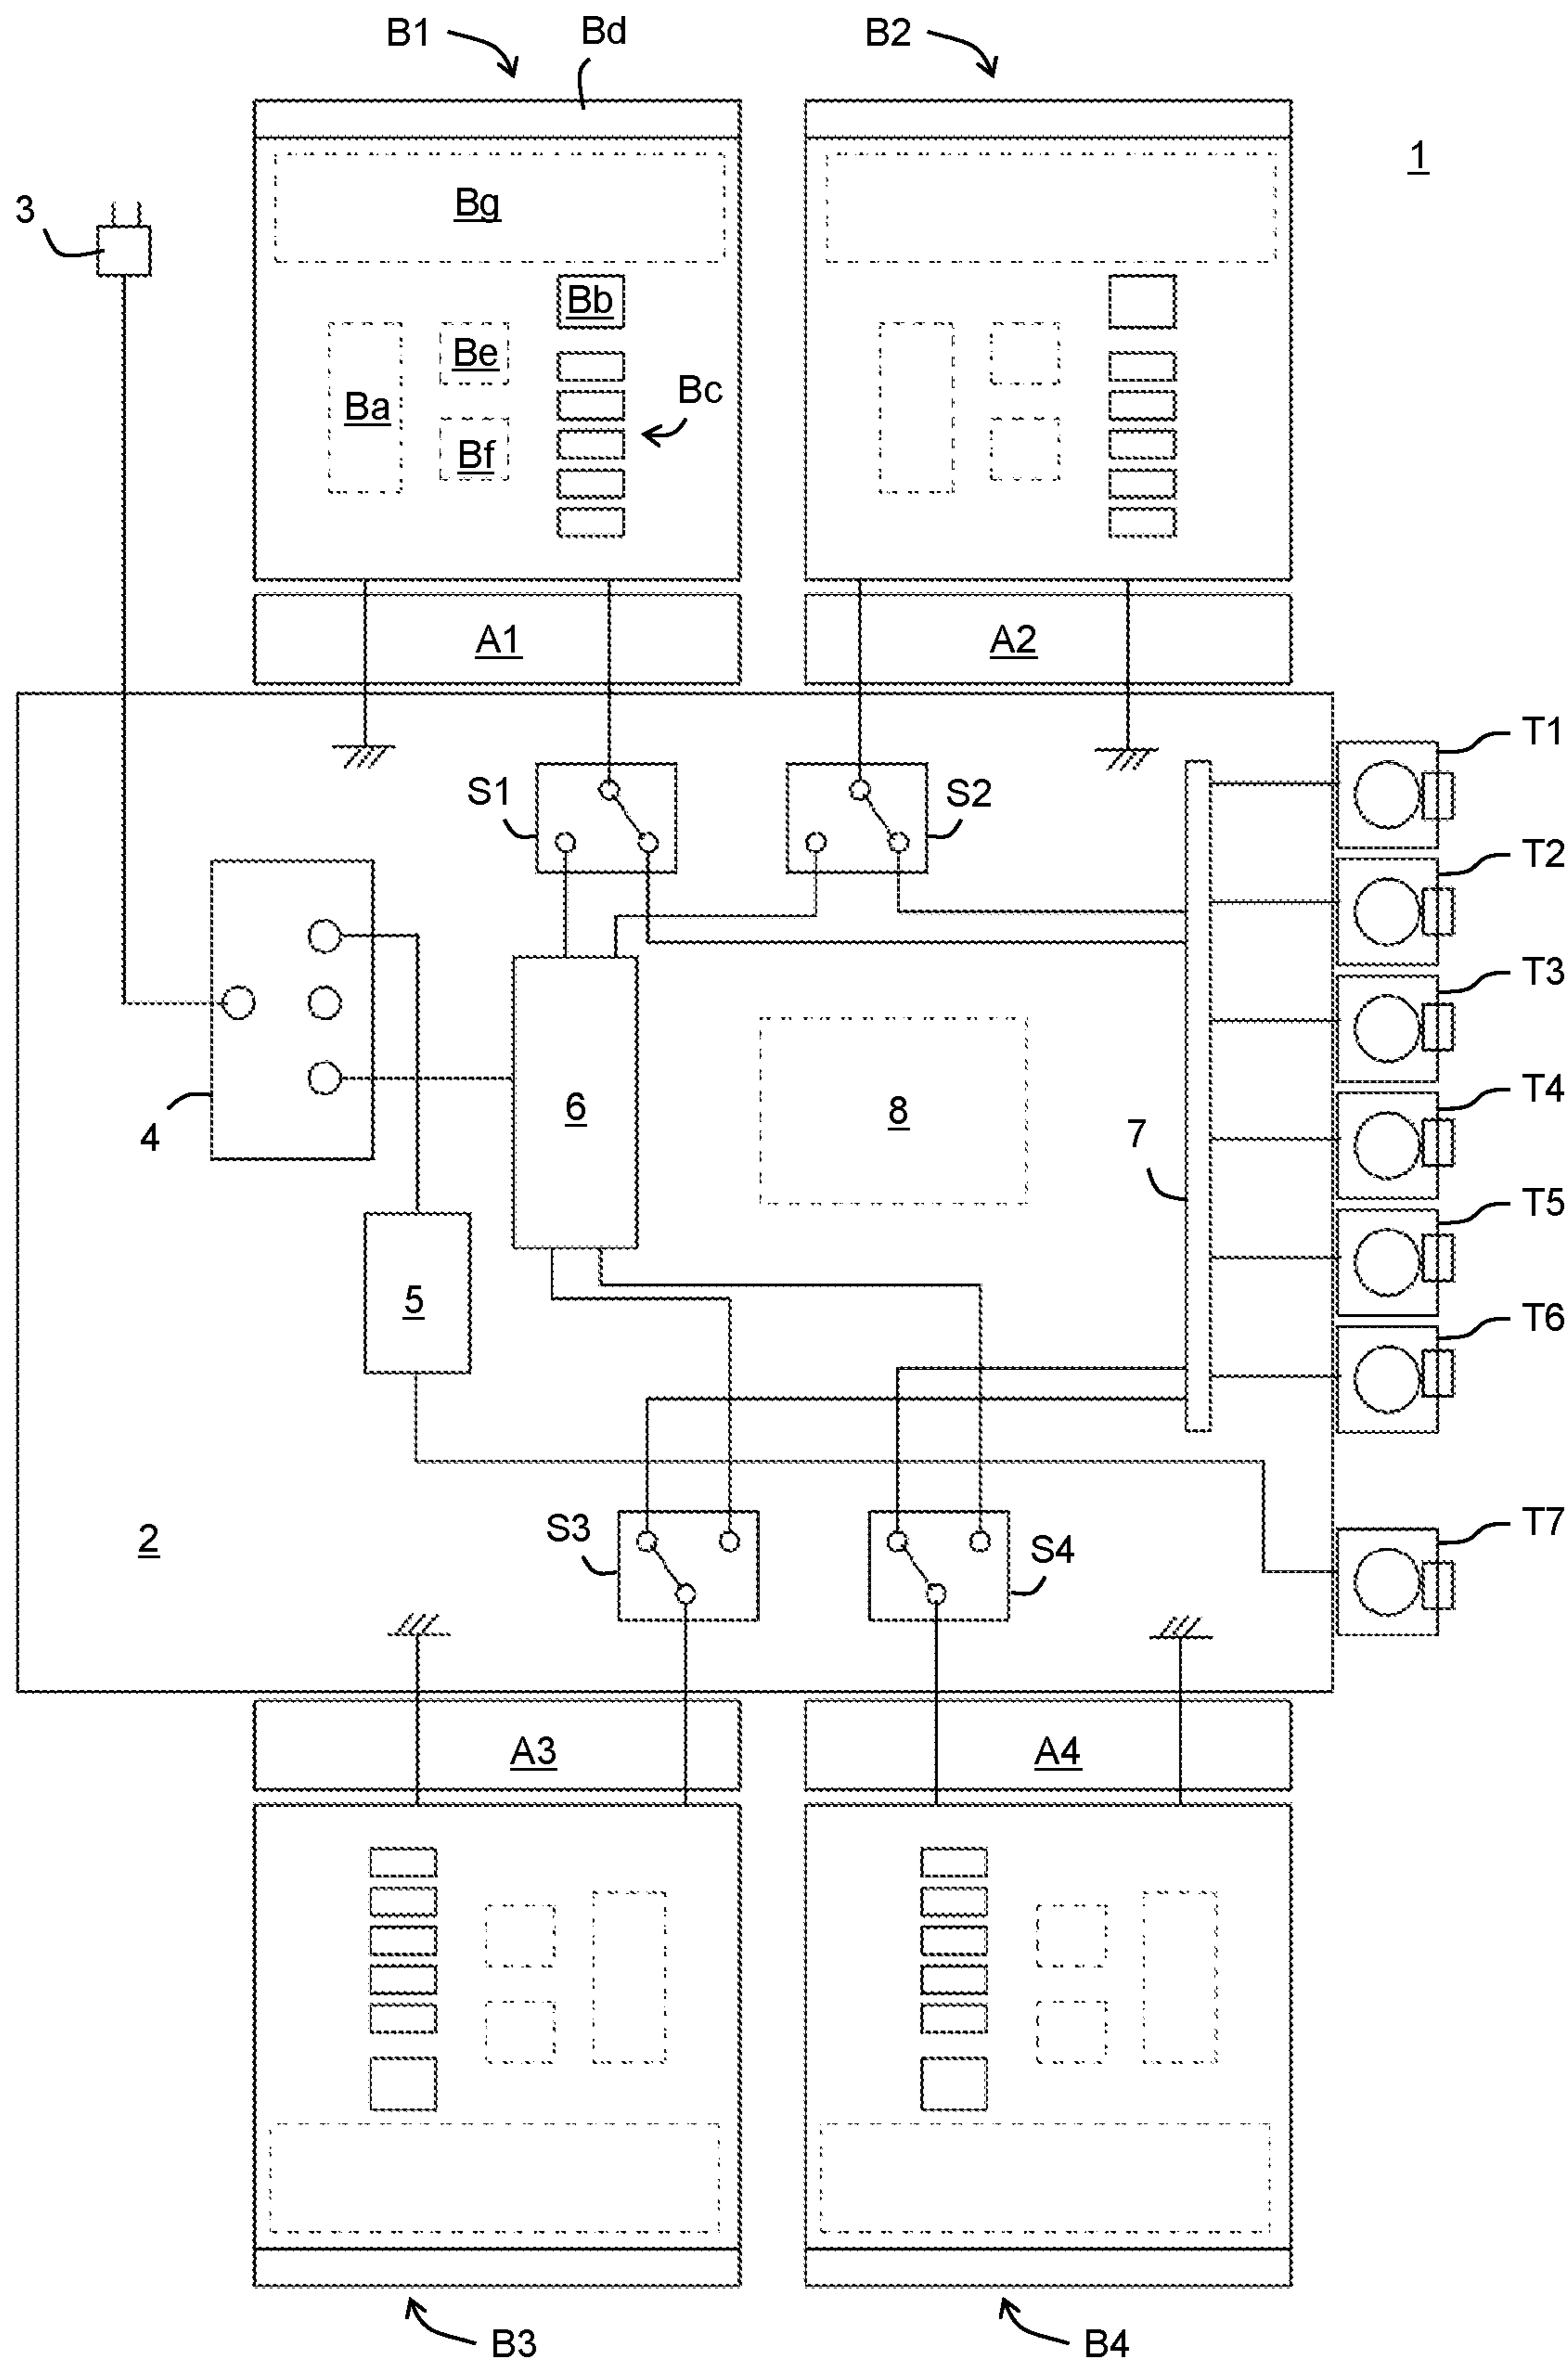 B1 Bd B2
1
3
Bg
Bb
Be
Bc
Ba
Bf
A1 A2
T1
S1 S2
T2
T3
T4
4 6 8 7
T5
5
T6
2 S3 S4 T7
A3 A4
B3 B4